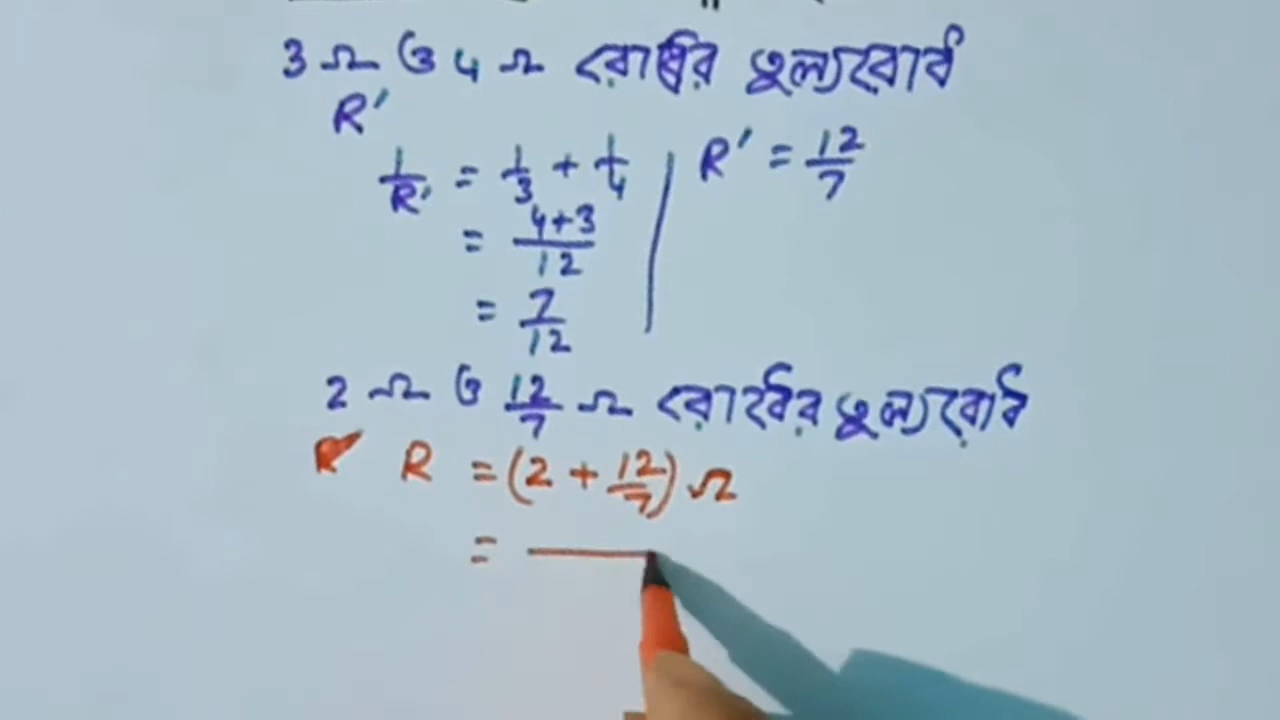 3 Ω ও 4 Ω রোধের তুল্যরোধ
R'
1/R' = 1/3 + 1/4
= 4+3/12
= 7/12
R' = 12/7
2 Ω ও 12/7 Ω রোধের তুল্যরোধ
R = (2 + 12/7) Ω
=